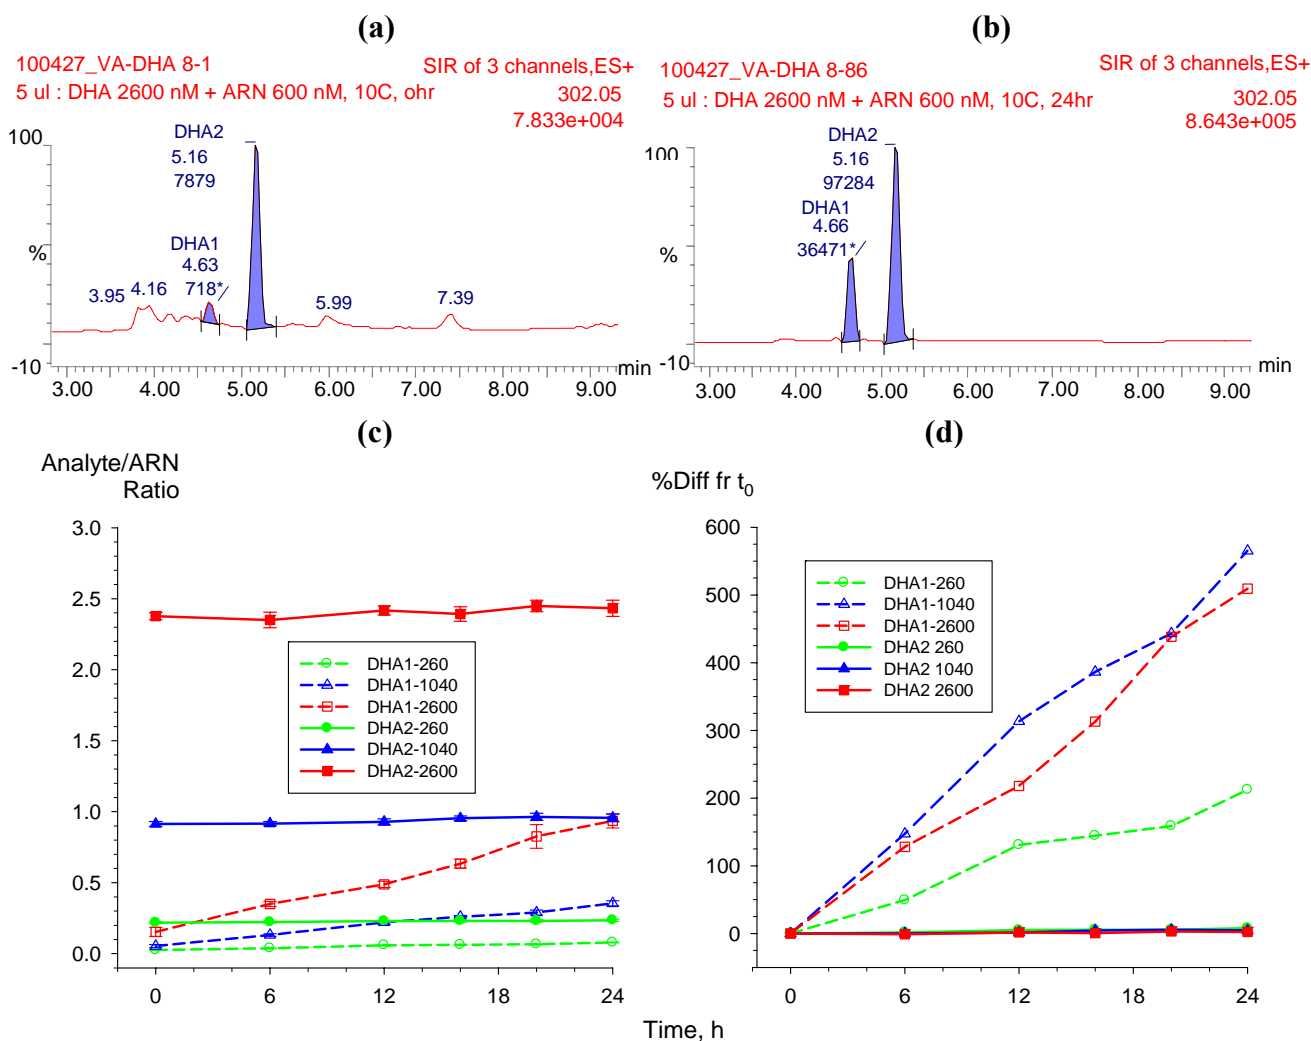 (a)
100427_VA-DHA 8-1
SIR of 3 channels,ES+
5 ul : DHA 2600 nM + ARN 600 nM, 10C, ohr
302.05
7.833e+004
100
%
-10
DHA2
5.16
7879
DHA1
4.63
718*
3.95
4.16
5.99
7.39
min
3.00 4.00 5.00 6.00 7.00 8.00 9.00
(b)
100427_VA-DHA 8-86
SIR of 3 channels,ES+
5 ul : DHA 2600 nM + ARN 600 nM, 10C, 24hr
302.05
8.643e+005
100
%
-10
DHA2
5.16
97284
DHA1
4.66
36471*
min
3.00 4.00 5.00 6.00 7.00 8.00 9.00
(c)
Analyte/ARN
Ratio
3.0
2.5
2.0
1.5
1.0
0.5
0.0
DHA1-260
DHA1-1040
DHA1-2600
DHA2-260
DHA2-1040
DHA2-2600
0 6 12 18 24
(d)
%Diff fr t0
600
500
400
300
200
100
0
DHA1-260
DHA1-1040
DHA1-2600
DHA2 260
DHA2 1040
DHA2 2600
0 6 12 18 24
Time, h